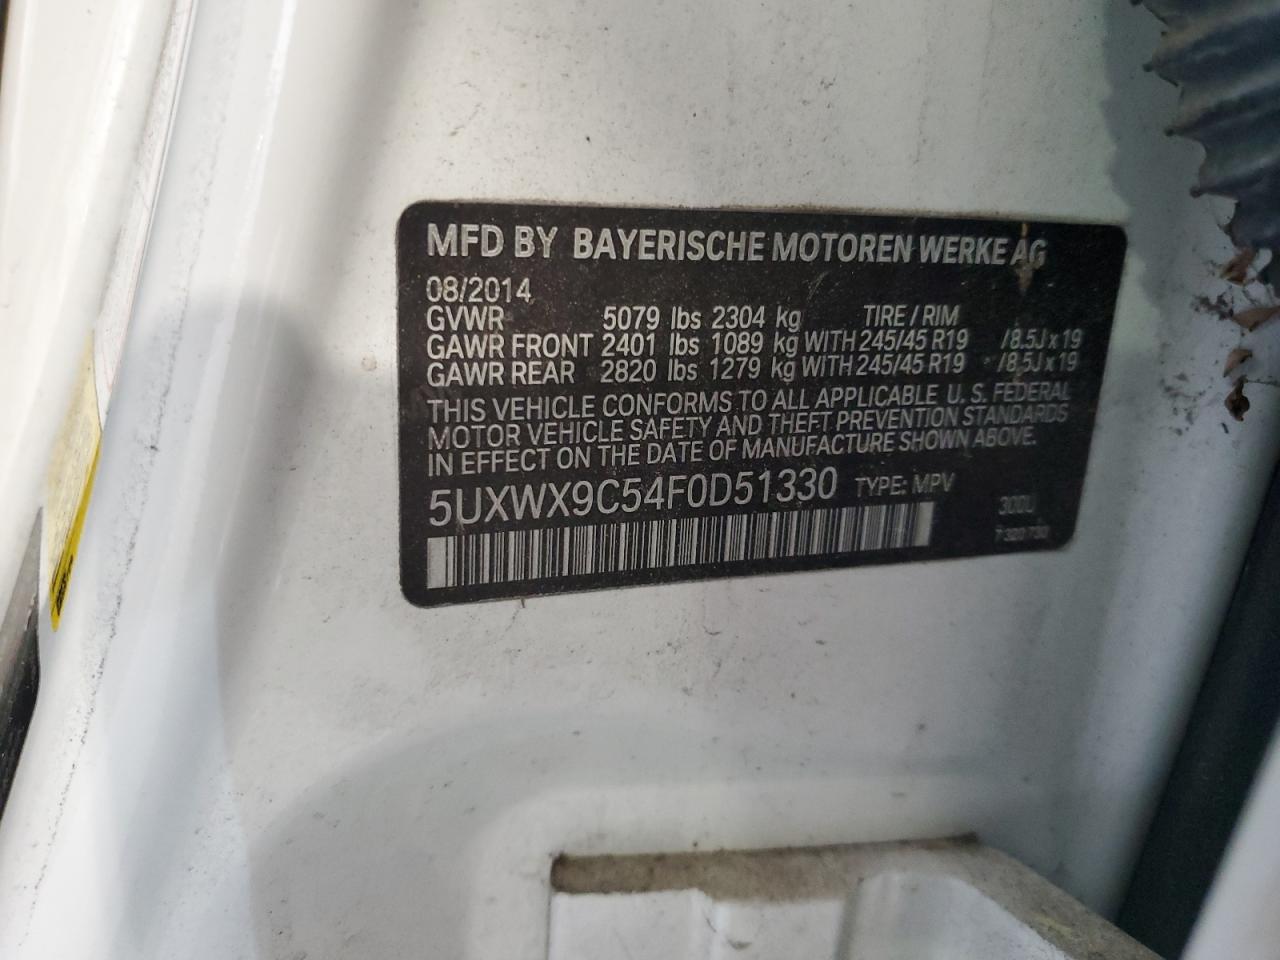 MFD BY BAYERISCHE MOTOREN WERKE AG
08/2014
GVWR 5079 lbs 2304 kg TIRE / RIM
GAWR FRONT 2401 lbs 1089 kg WITH 245/45 R19 /8.5J x 19
GAWR REAR 2820 lbs 1279 kg WITH 245/45 R19 /8.5J x 19
THIS VEHICLE CONFORMS TO ALL APPLICABLE U. S. FEDERAL
MOTOR VEHICLE SAFETY AND THEFT PREVENTION STANDARDS
IN EFFECT ON THE DATE OF MANUFACTURE SHOWN ABOVE.
5UXWX9C54F0D51330 TYPE: MPV
300U